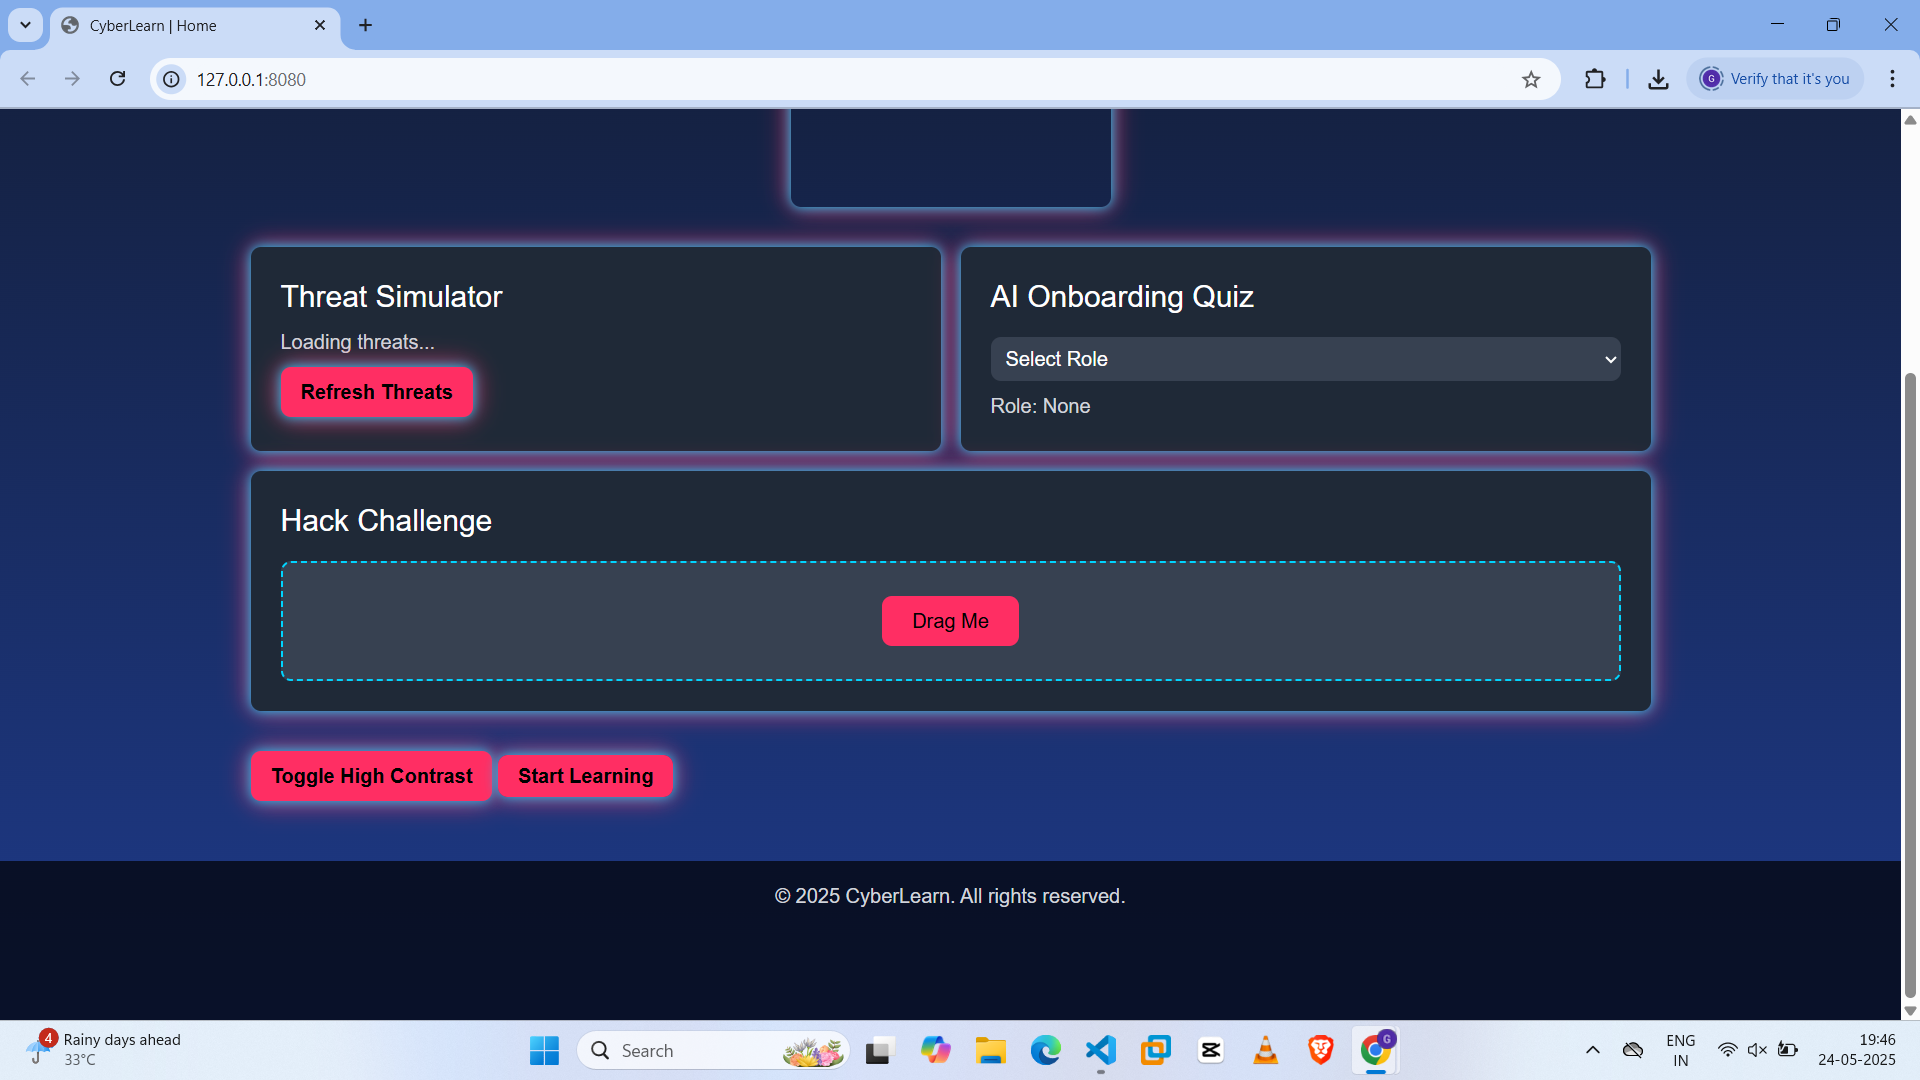 CyberLearn | Home
127.0.0.1:8080
G
Verify that it's you
Threat Simulator
Loading threats...
Refresh Threats
AI Onboarding Quiz
Select Role
Role: None
Hack Challenge
Drag Me
Toggle High Contrast
Start Learning
© 2025 CyberLearn. All rights reserved.
4
Rainy days ahead
33°C
Search
G
ENG
IN
19:46
24-05-2025